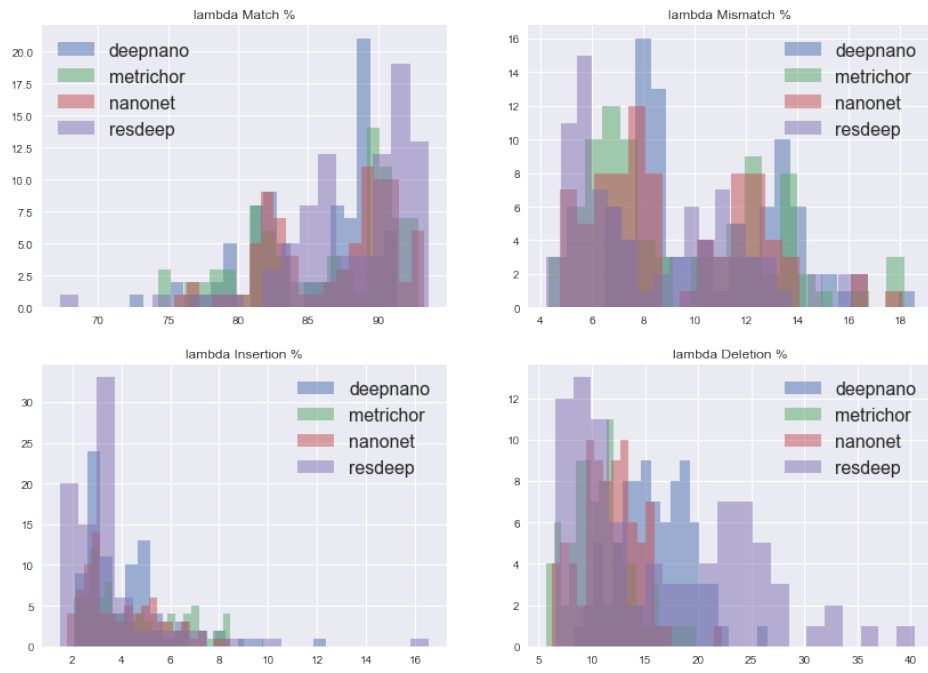 lambda Match %
20.0
17.5
15.0
12.5
10.0
7.5
5.0
2.5
0.0
70 75 80 85 90
deepnano
metrichor
nanonet
resdeep
lambda Mismatch %
16
14
12
10
8
6
4
2
0
4 6 8 10 12 14 16 18
deepnano
metrichor
nanonet
resdeep
lambda Insertion %
30
25
20
15
10
5
0
2 4 6 8 10 12 14 16
deepnano
metrichor
nanonet
resdeep
lambda Deletion %
12
10
8
6
4
2
0
5 10 15 20 25 30 35 40
deepnano
metrichor
nanonet
resdeep